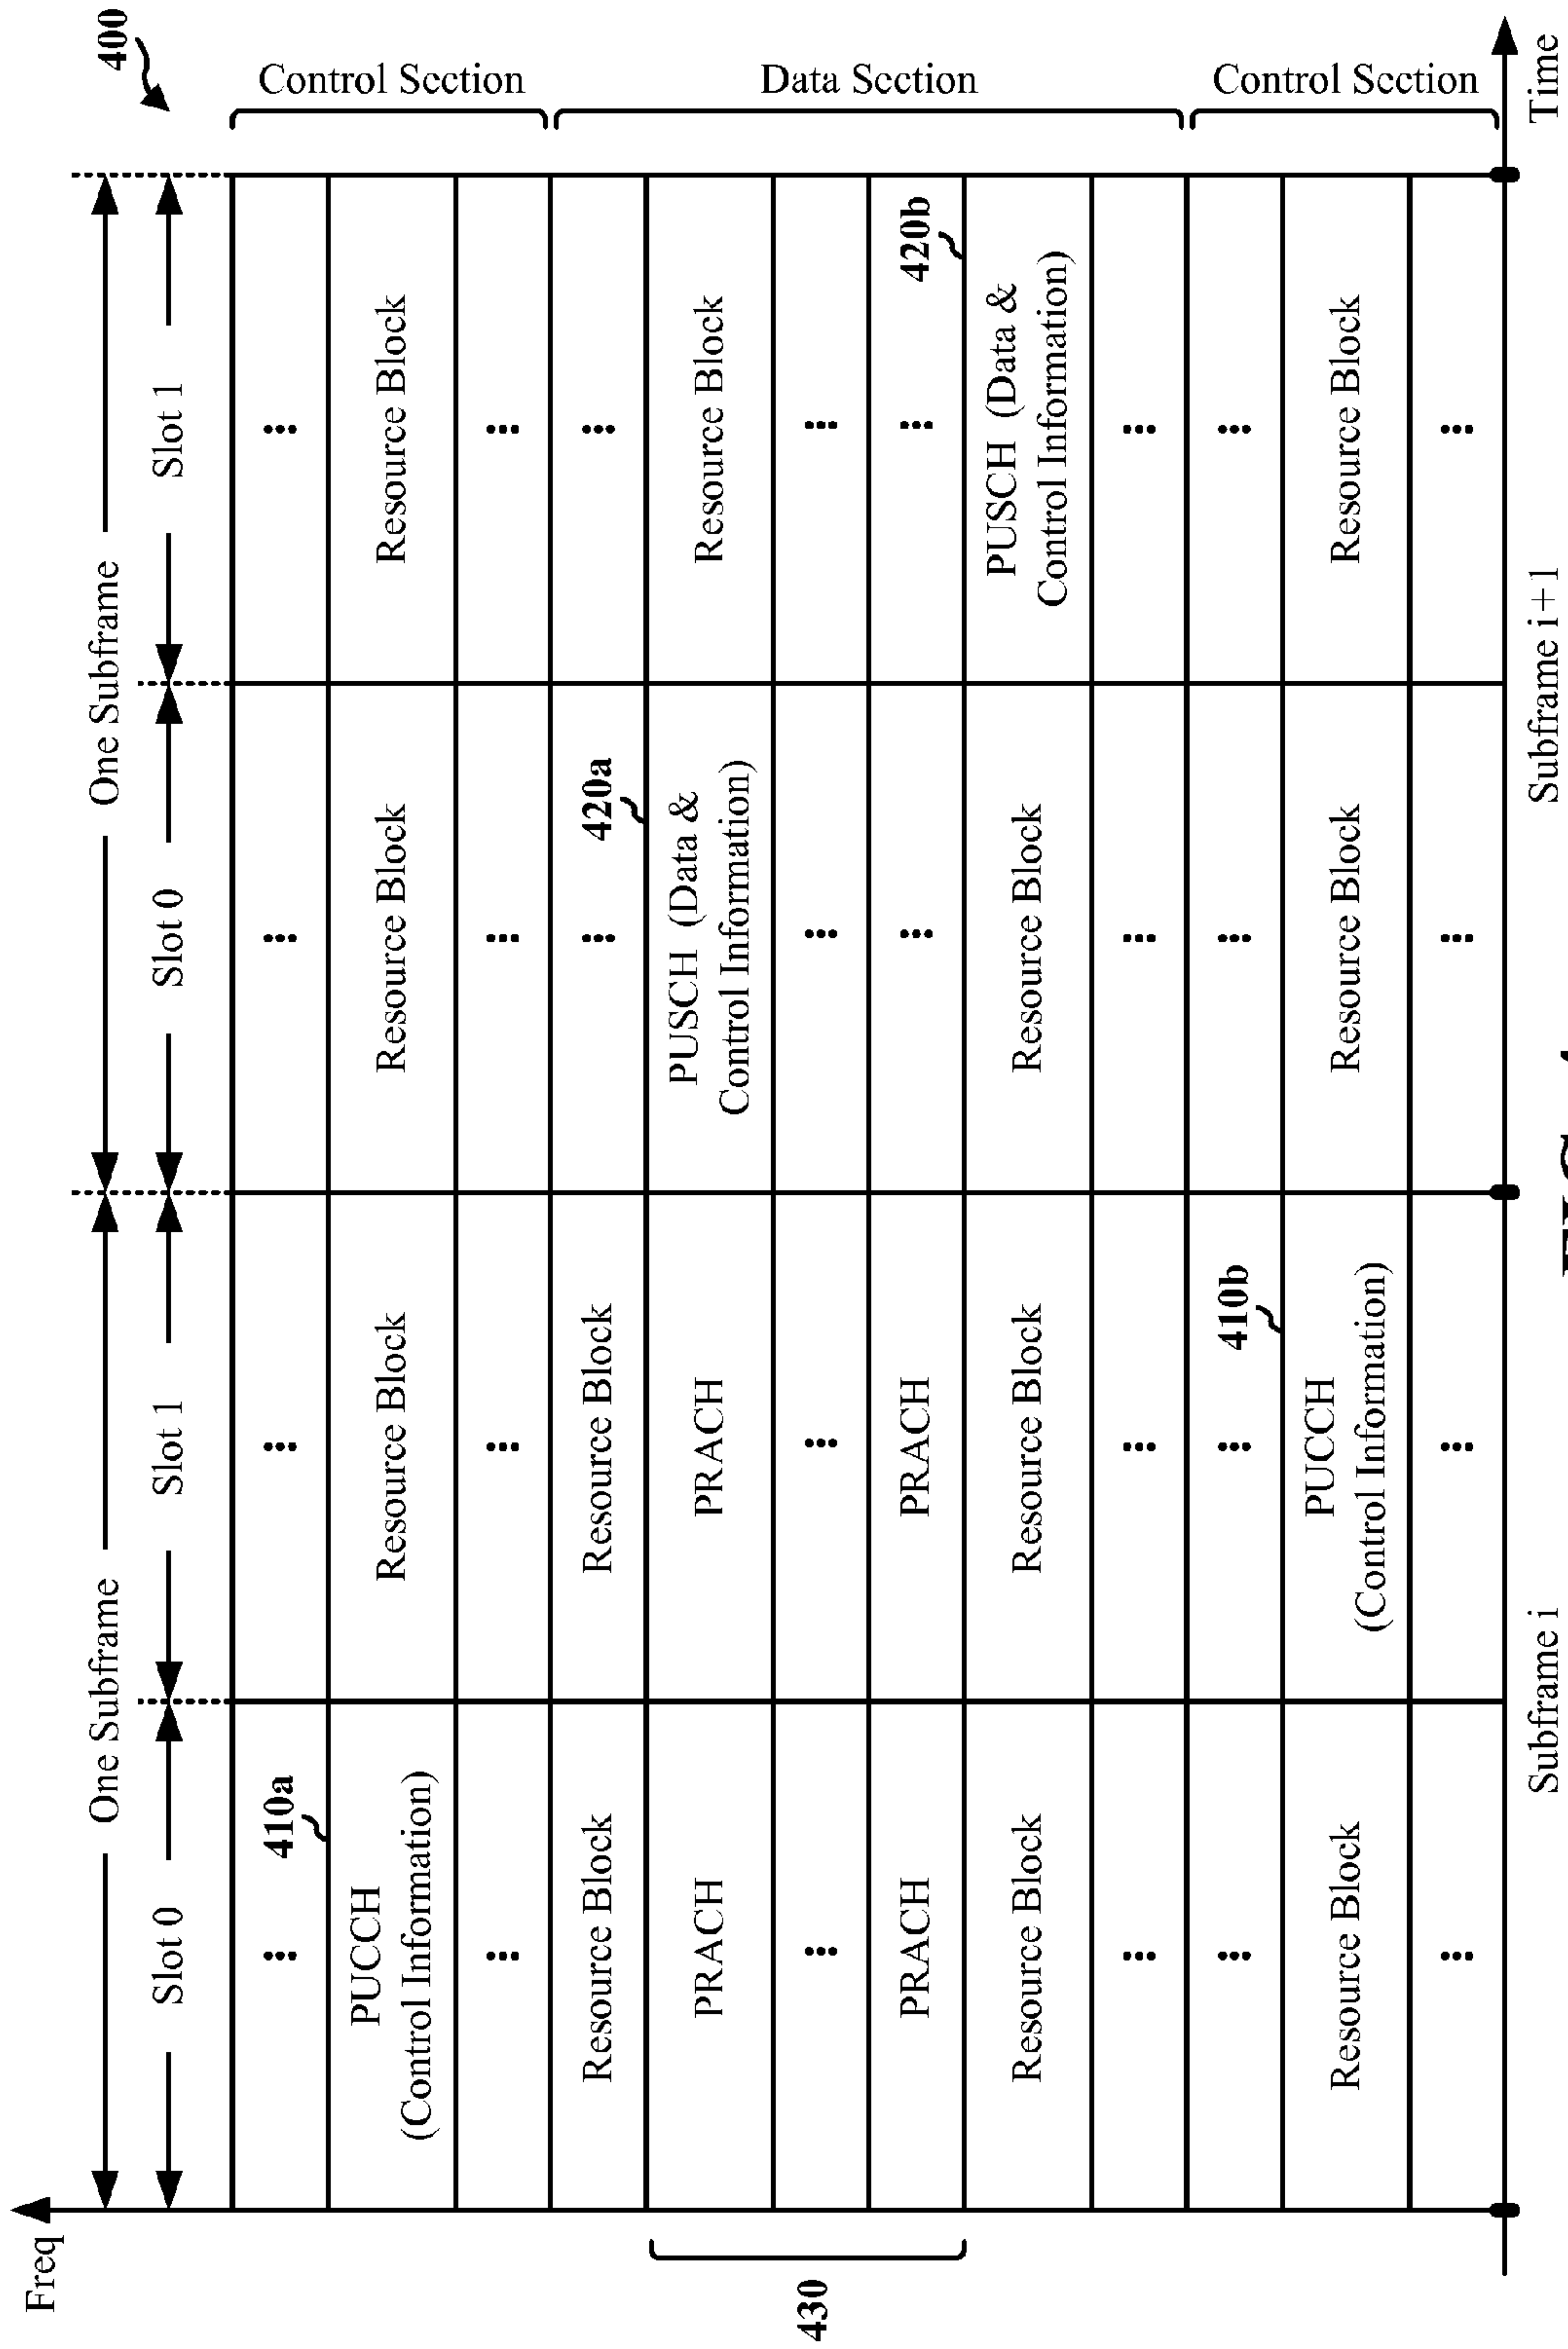 400
Freq
One Subframe
One Subframe
Slot 0
Slot 1
Slot 0
Slot 1
Control Section
Data Section
Control Section
410a
PUCCH
(Control Information)
Resource Block
Resource Block
Resource Block
Resource Block
Resource Block
420a
430
PRACH
PRACH
PUSCH (Data &
Control Information)
Resource Block
PRACH
PRACH
420b
Resource Block
Resource Block
Resource Block
PUSCH (Data &
Control Information)
410b
Resource Block
PUCCH
(Control Information)
Resource Block
Resource Block
Subframe i
Subframe i+1
Time